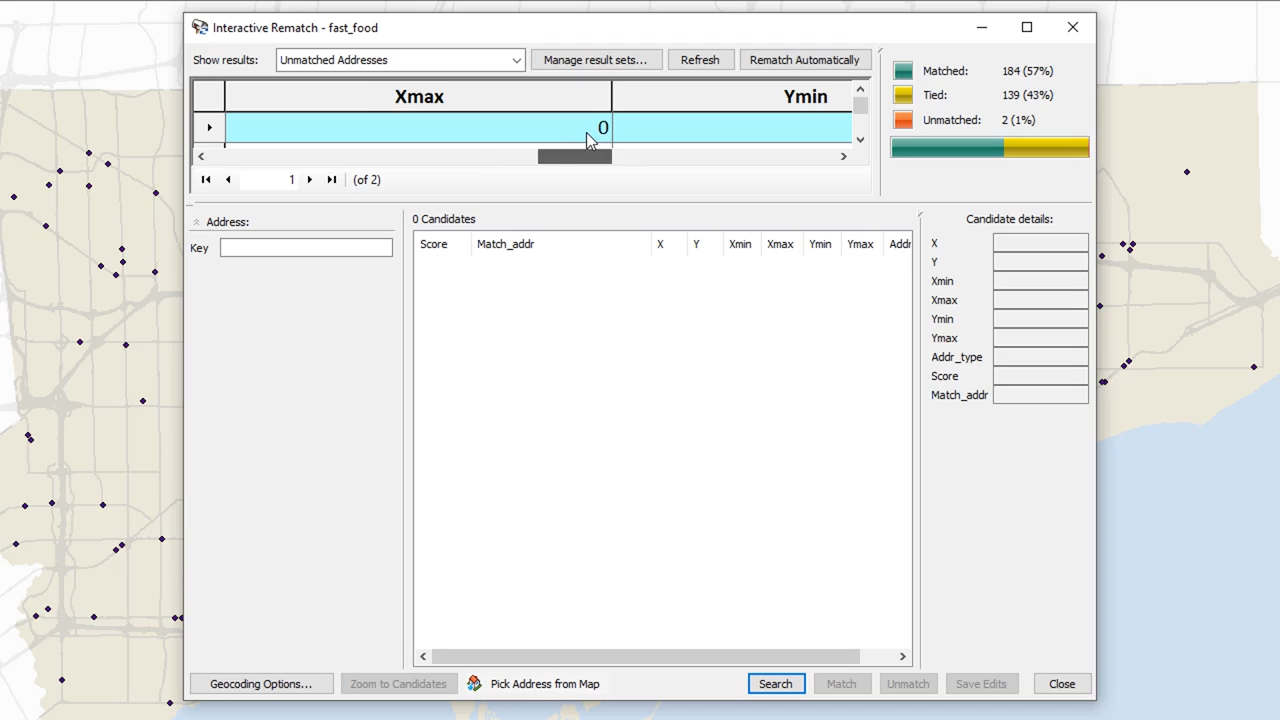 Interactive Rematch - fast_food
Show results: Unmatched Addresses Manage result sets... Refresh Rematch Automatically
Matched: 184 (57%)
Tied: 139 (43%)
Unmatched: 2 (1%)
Xmax Ymin
0
1 (of 2)
Address:
Key
0 Candidates
Score Match_addr X Y Xmin Xmax Ymin Ymax Addr
Candidate details:
X
Y
Xmin
Xmax
Ymin
Ymax
Addr_type
Score
Match_addr
Geocoding Options... Zoom to Candidates Pick Address from Map Search Match Unmatch Save Edits Close